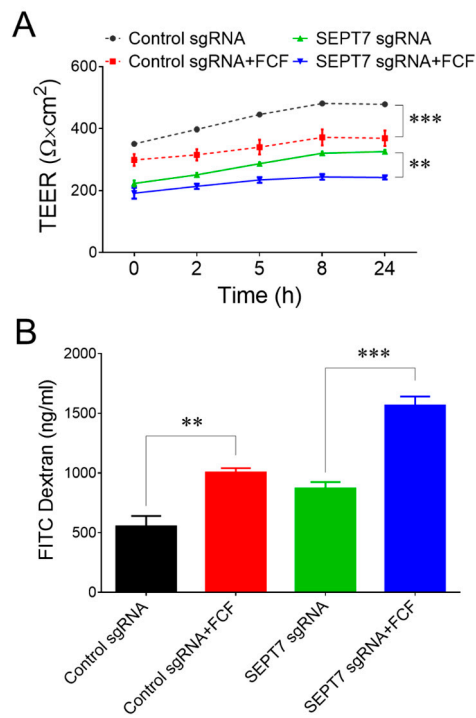 A
Control sgRNA
SEPT7 sgRNA
Control sgRNA+FCF
SEPT7 sgRNA+FCF
TEER (Ω×cm²)
600
400
200
0
***
**
0 2 5 8 24
Time (h)
B
FITC Dextran (ng/ml)
2000
1500
1000
500
0
**
***
Control sgRNA
Control sgRNA+FCF
SEPT7 sgRNA
SEPT7 sgRNA+FCF